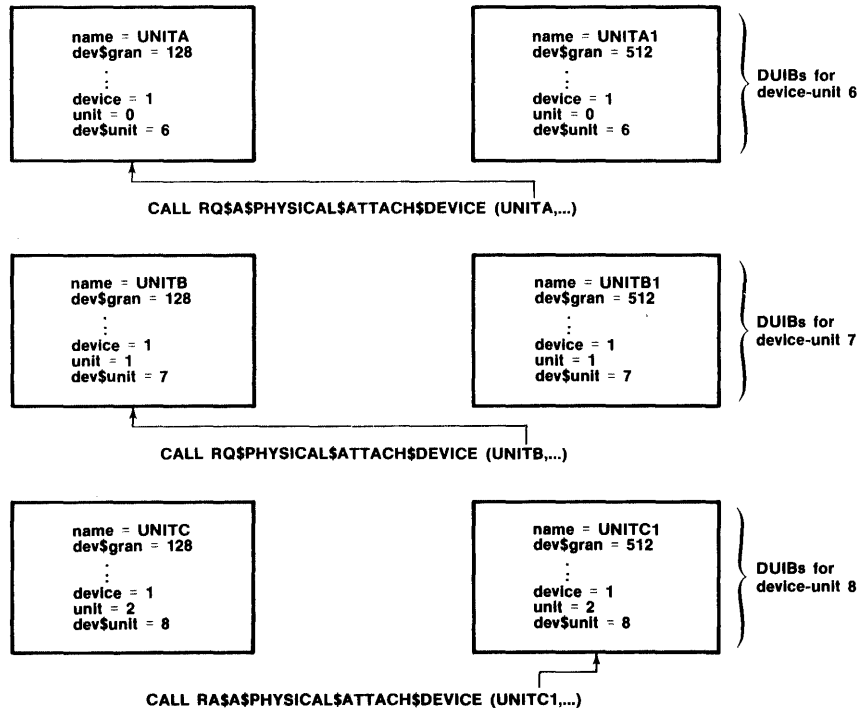 name = UNITA
dev$gran = 128
⋮
device = 1
unit = 0
dev$unit = 6
name = UNITA1
dev$gran = 512
⋮
device = 1
unit = 0
dev$unit = 6
DUIBs for
device-unit 6
CALL RQ$A$PHYSICAL$ATTACH$DEVICE (UNITA,...)
name = UNITB
dev$gran = 128
⋮
device = 1
unit = 1
dev$unit = 7
name = UNITB1
dev$gran = 512
⋮
device = 1
unit = 1
dev$unit = 7
DUIBs for
device-unit 7
CALL RQ$PHYSICAL$ATTACH$DEVICE (UNITB,...)
name = UNITC
dev$gran = 128
⋮
device = 1
unit = 2
dev$unit = 8
name = UNITC1
dev$gran = 512
⋮
device = 1
unit = 2
dev$unit = 8
DUIBs for
device-unit 8
CALL RA$A$PHYSICAL$ATTACH$DEVICE (UNITC1,...)